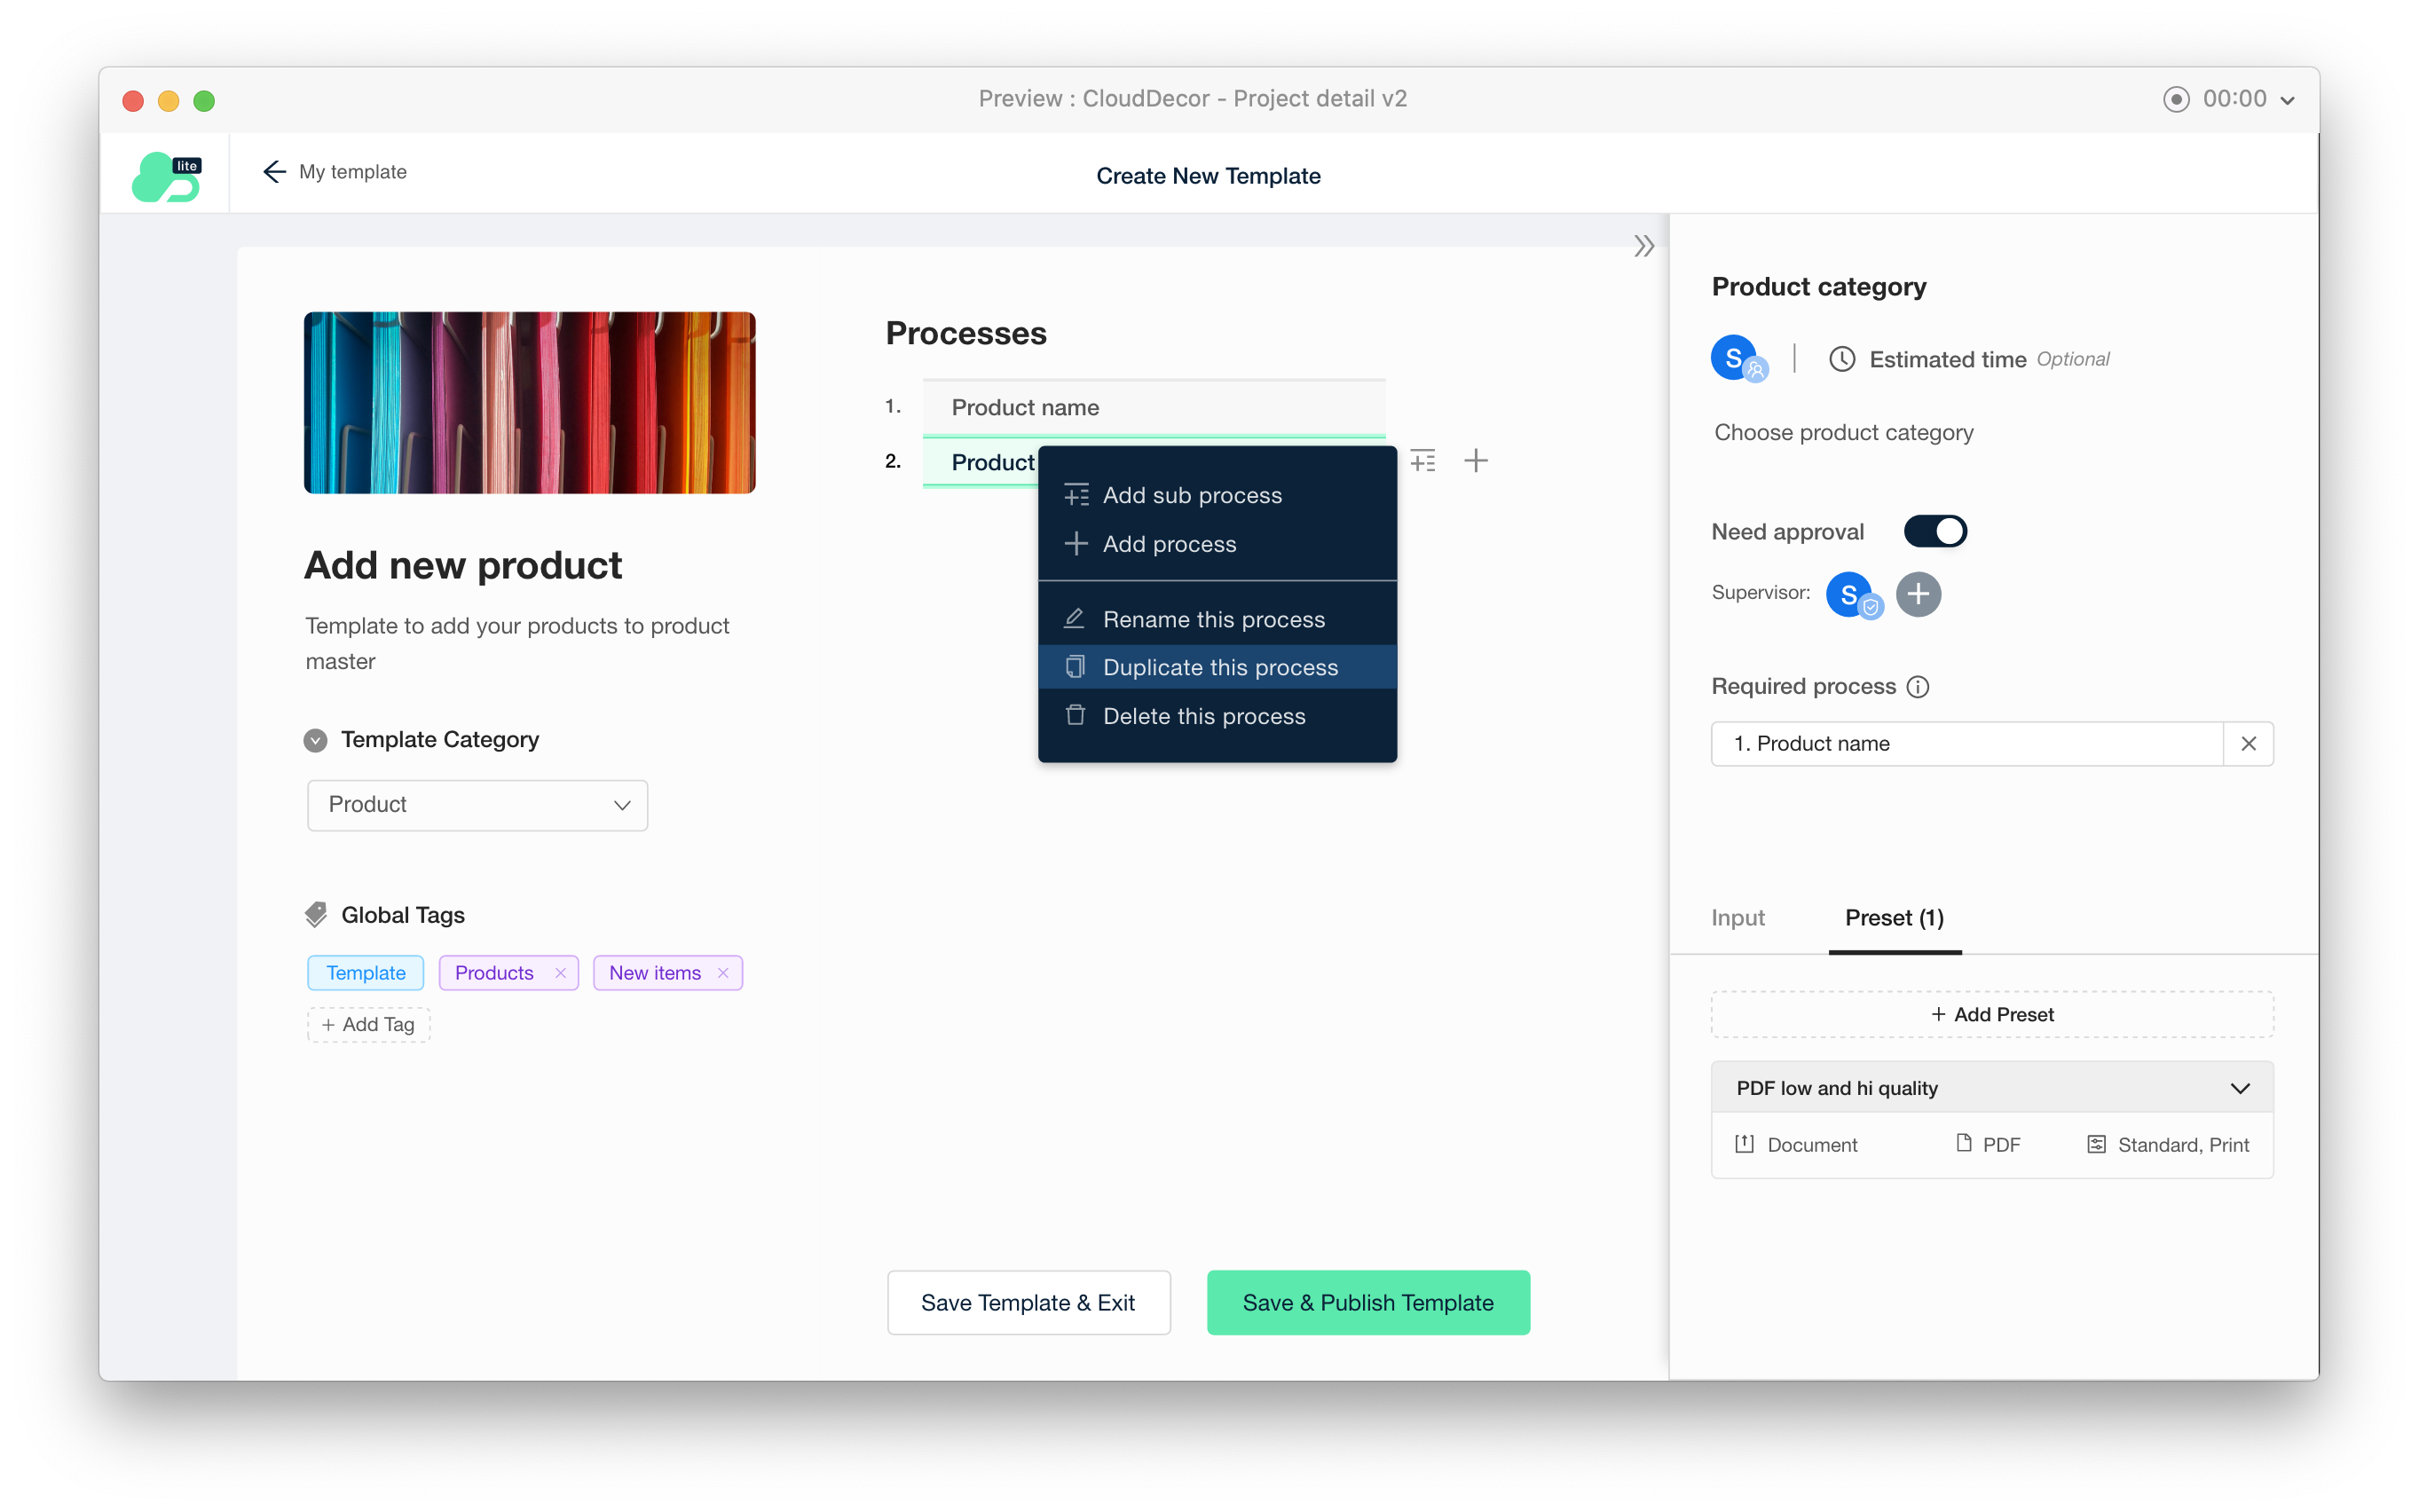 Preview : CloudDecor - Project detail v2
00:00
lite
My template
Create New Template
Add new product
Template to add your products to product
master
Template Category
Product
Global Tags
Template
Products
New items
+ Add Tag
Processes
1. Product name
2. Product
Add sub process
Add process
Rename this process
Duplicate this process
Delete this process
Save Template & Exit
Save & Publish Template
Product category
S
Estimated time Optional
Choose product category
Need approval
Supervisor: S
Required process
1. Product name
Input
Preset (1)
+ Add Preset
PDF low and hi quality
Document
PDF
Standard, Print